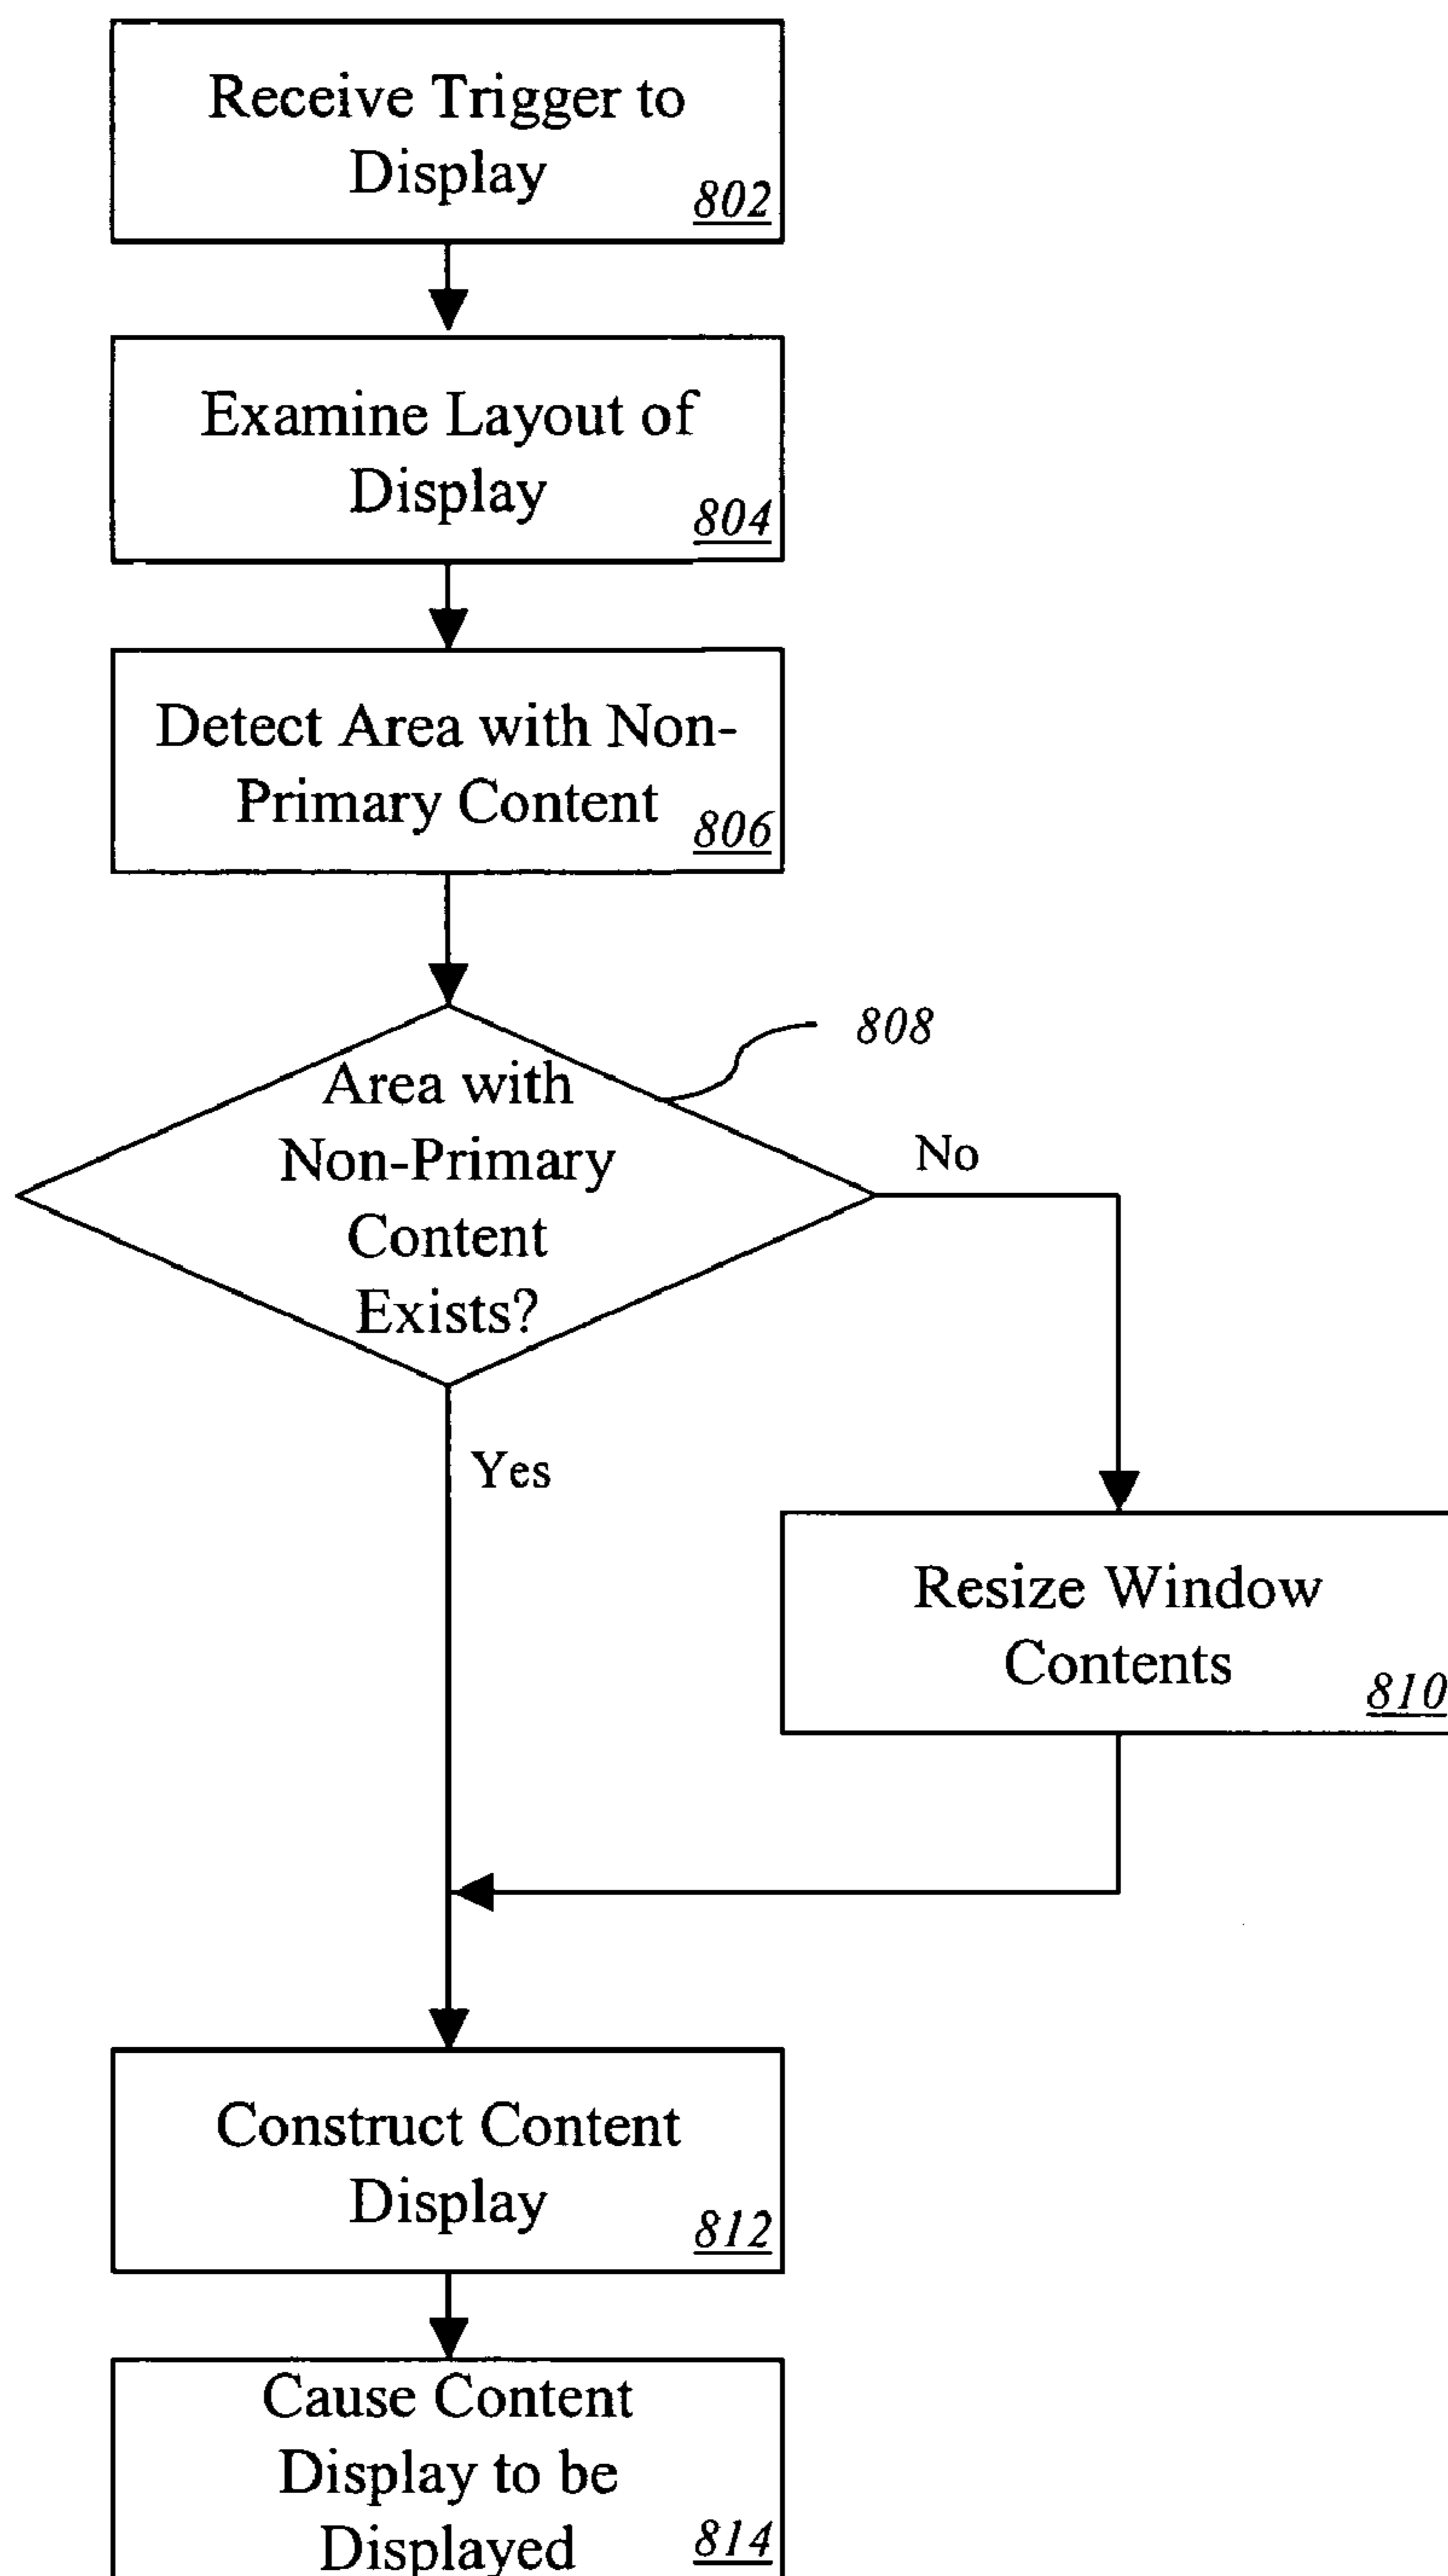 Receive Trigger to
Display
802
Examine Layout of
Display
804
Detect Area with Non-
Primary Content
806
808
Area with
Non-Primary
Content
Exists?
No
Yes
Resize Window
Contents
810
Construct Content
Display
812
Cause Content
Display to be
Displayed
814